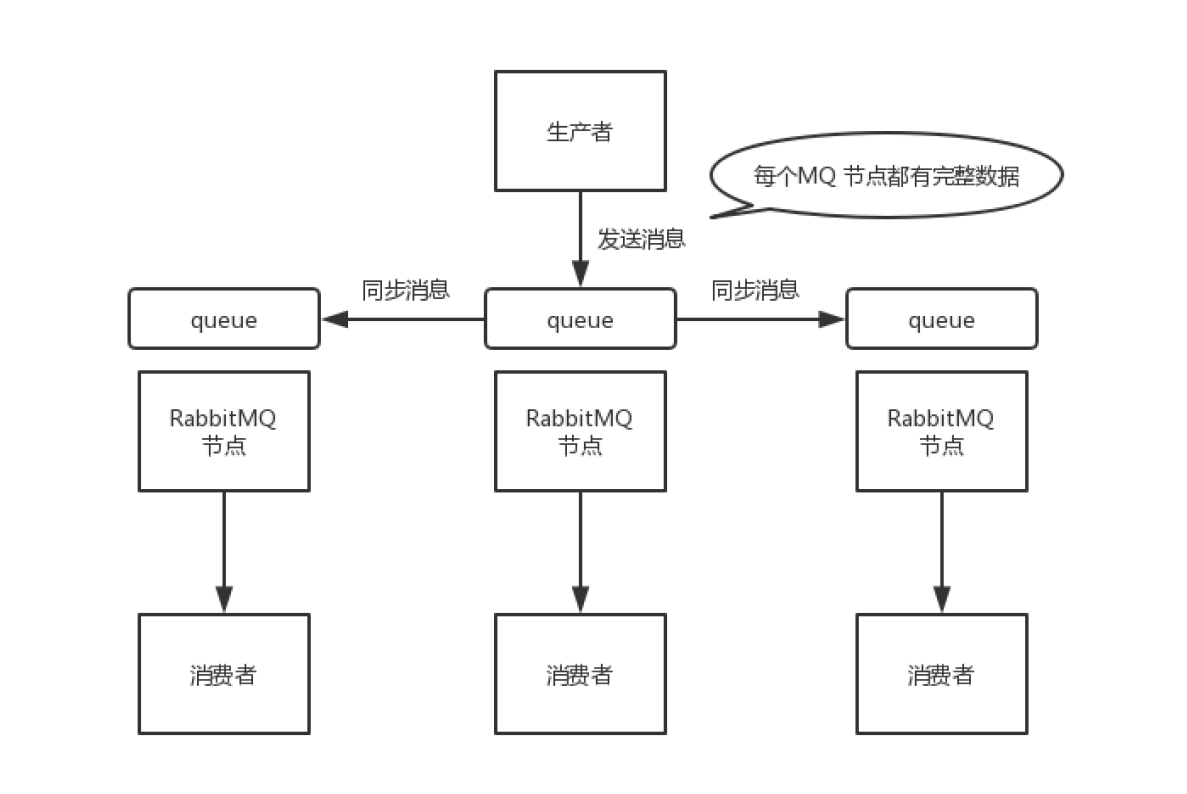 生产者
每个MQ 节点都有完整数据
发送消息
同步消息
同步消息
queue
queue
queue
RabbitMQ
节点
RabbitMQ
节点
RabbitMQ
节点
消费者
消费者
消费者